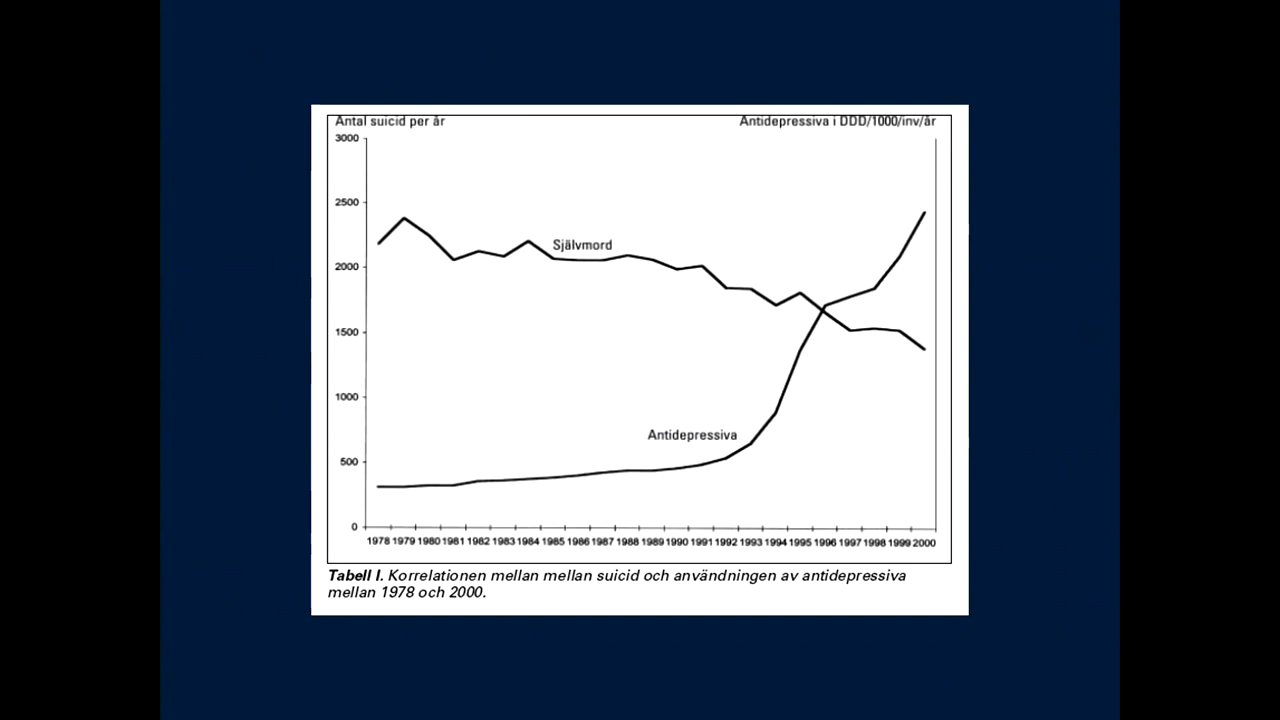 Antal suicid per år
Antidepressiva i DDD/1000/inv/år
3000
2500
2000
1500
1000
500
0
Självmord
Antidepressiva
1978 1979 1980 1981 1982 1983 1984 1985 1986 1987 1988 1989 1990 1991 1992 1993 1994 1995 1996 1997 1998 1999 2000
Tabell I. Korrelationen mellan mellan suicid och användningen av antidepressiva
mellan 1978 och 2000.